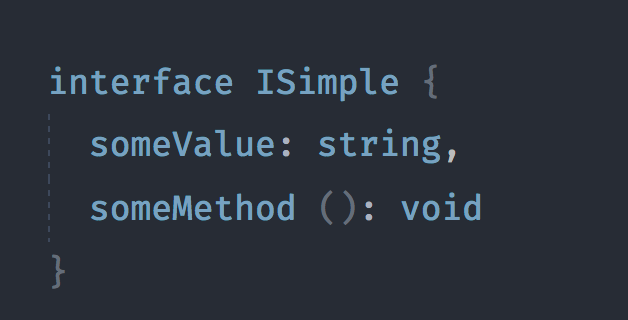 interface ISimple {
someValue: string,
someMethod (): void
}